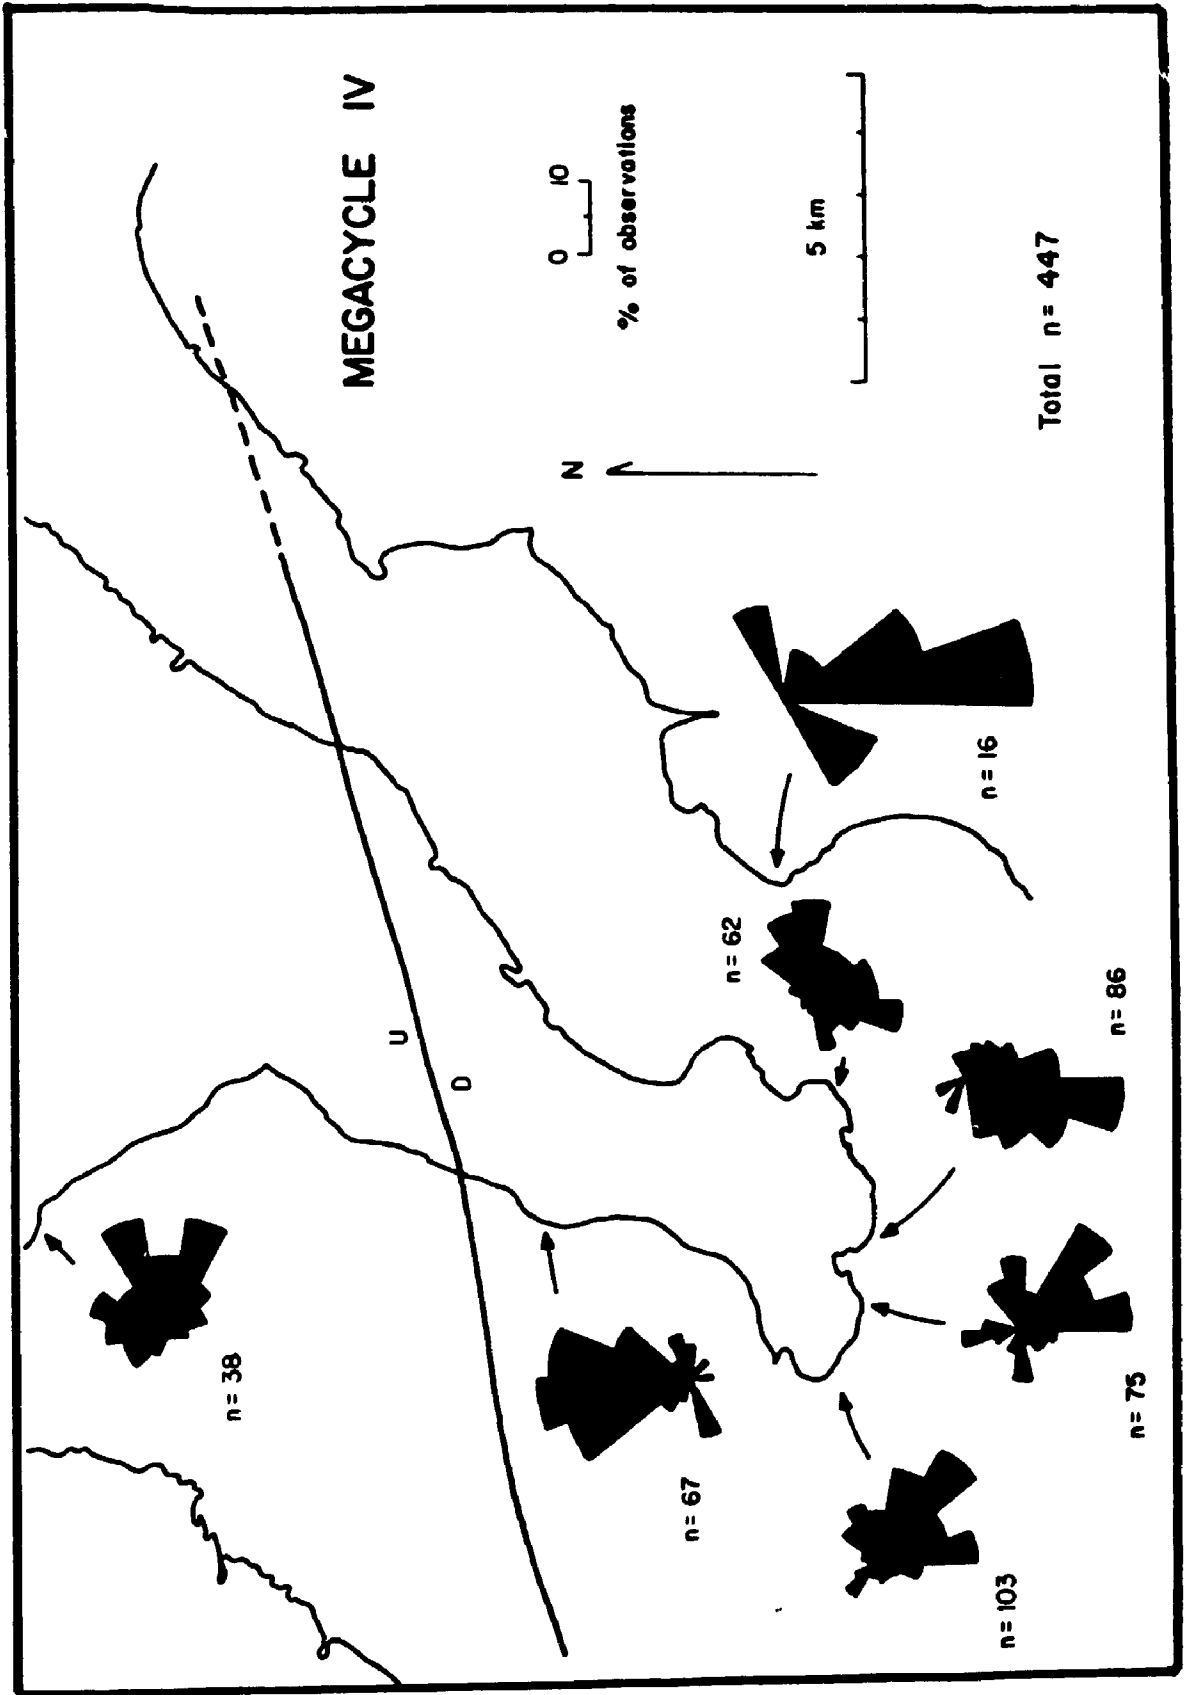 MEGACYCLE IV
0 10
% of observations
5 km
N
Total n= 447
U
D
n=38
n=67
n=62
n=16
n=86
n=75
n=103